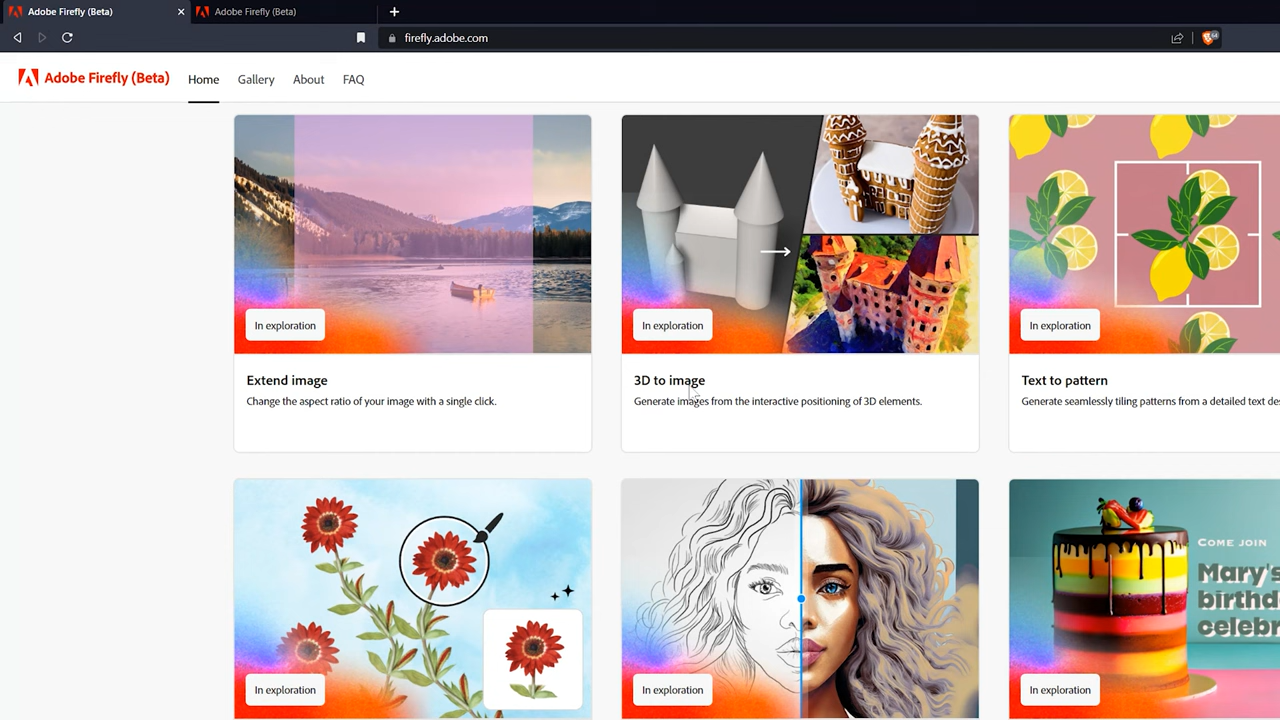 Adobe Firefly (Beta)
Adobe Firefly (Beta)
firefly.adobe.com
Adobe Firefly (Beta)
Home
Gallery
About
FAQ
In exploration
In exploration
In exploration
Extend image
Change the aspect ratio of your image with a single click.
3D to image
Generate images from the interactive positioning of 3D elements.
Text to pattern
Generate seamlessly tiling patterns from a detailed text des
COME JOIN
Mary's
birthd
celebr
In exploration
In exploration
In exploration